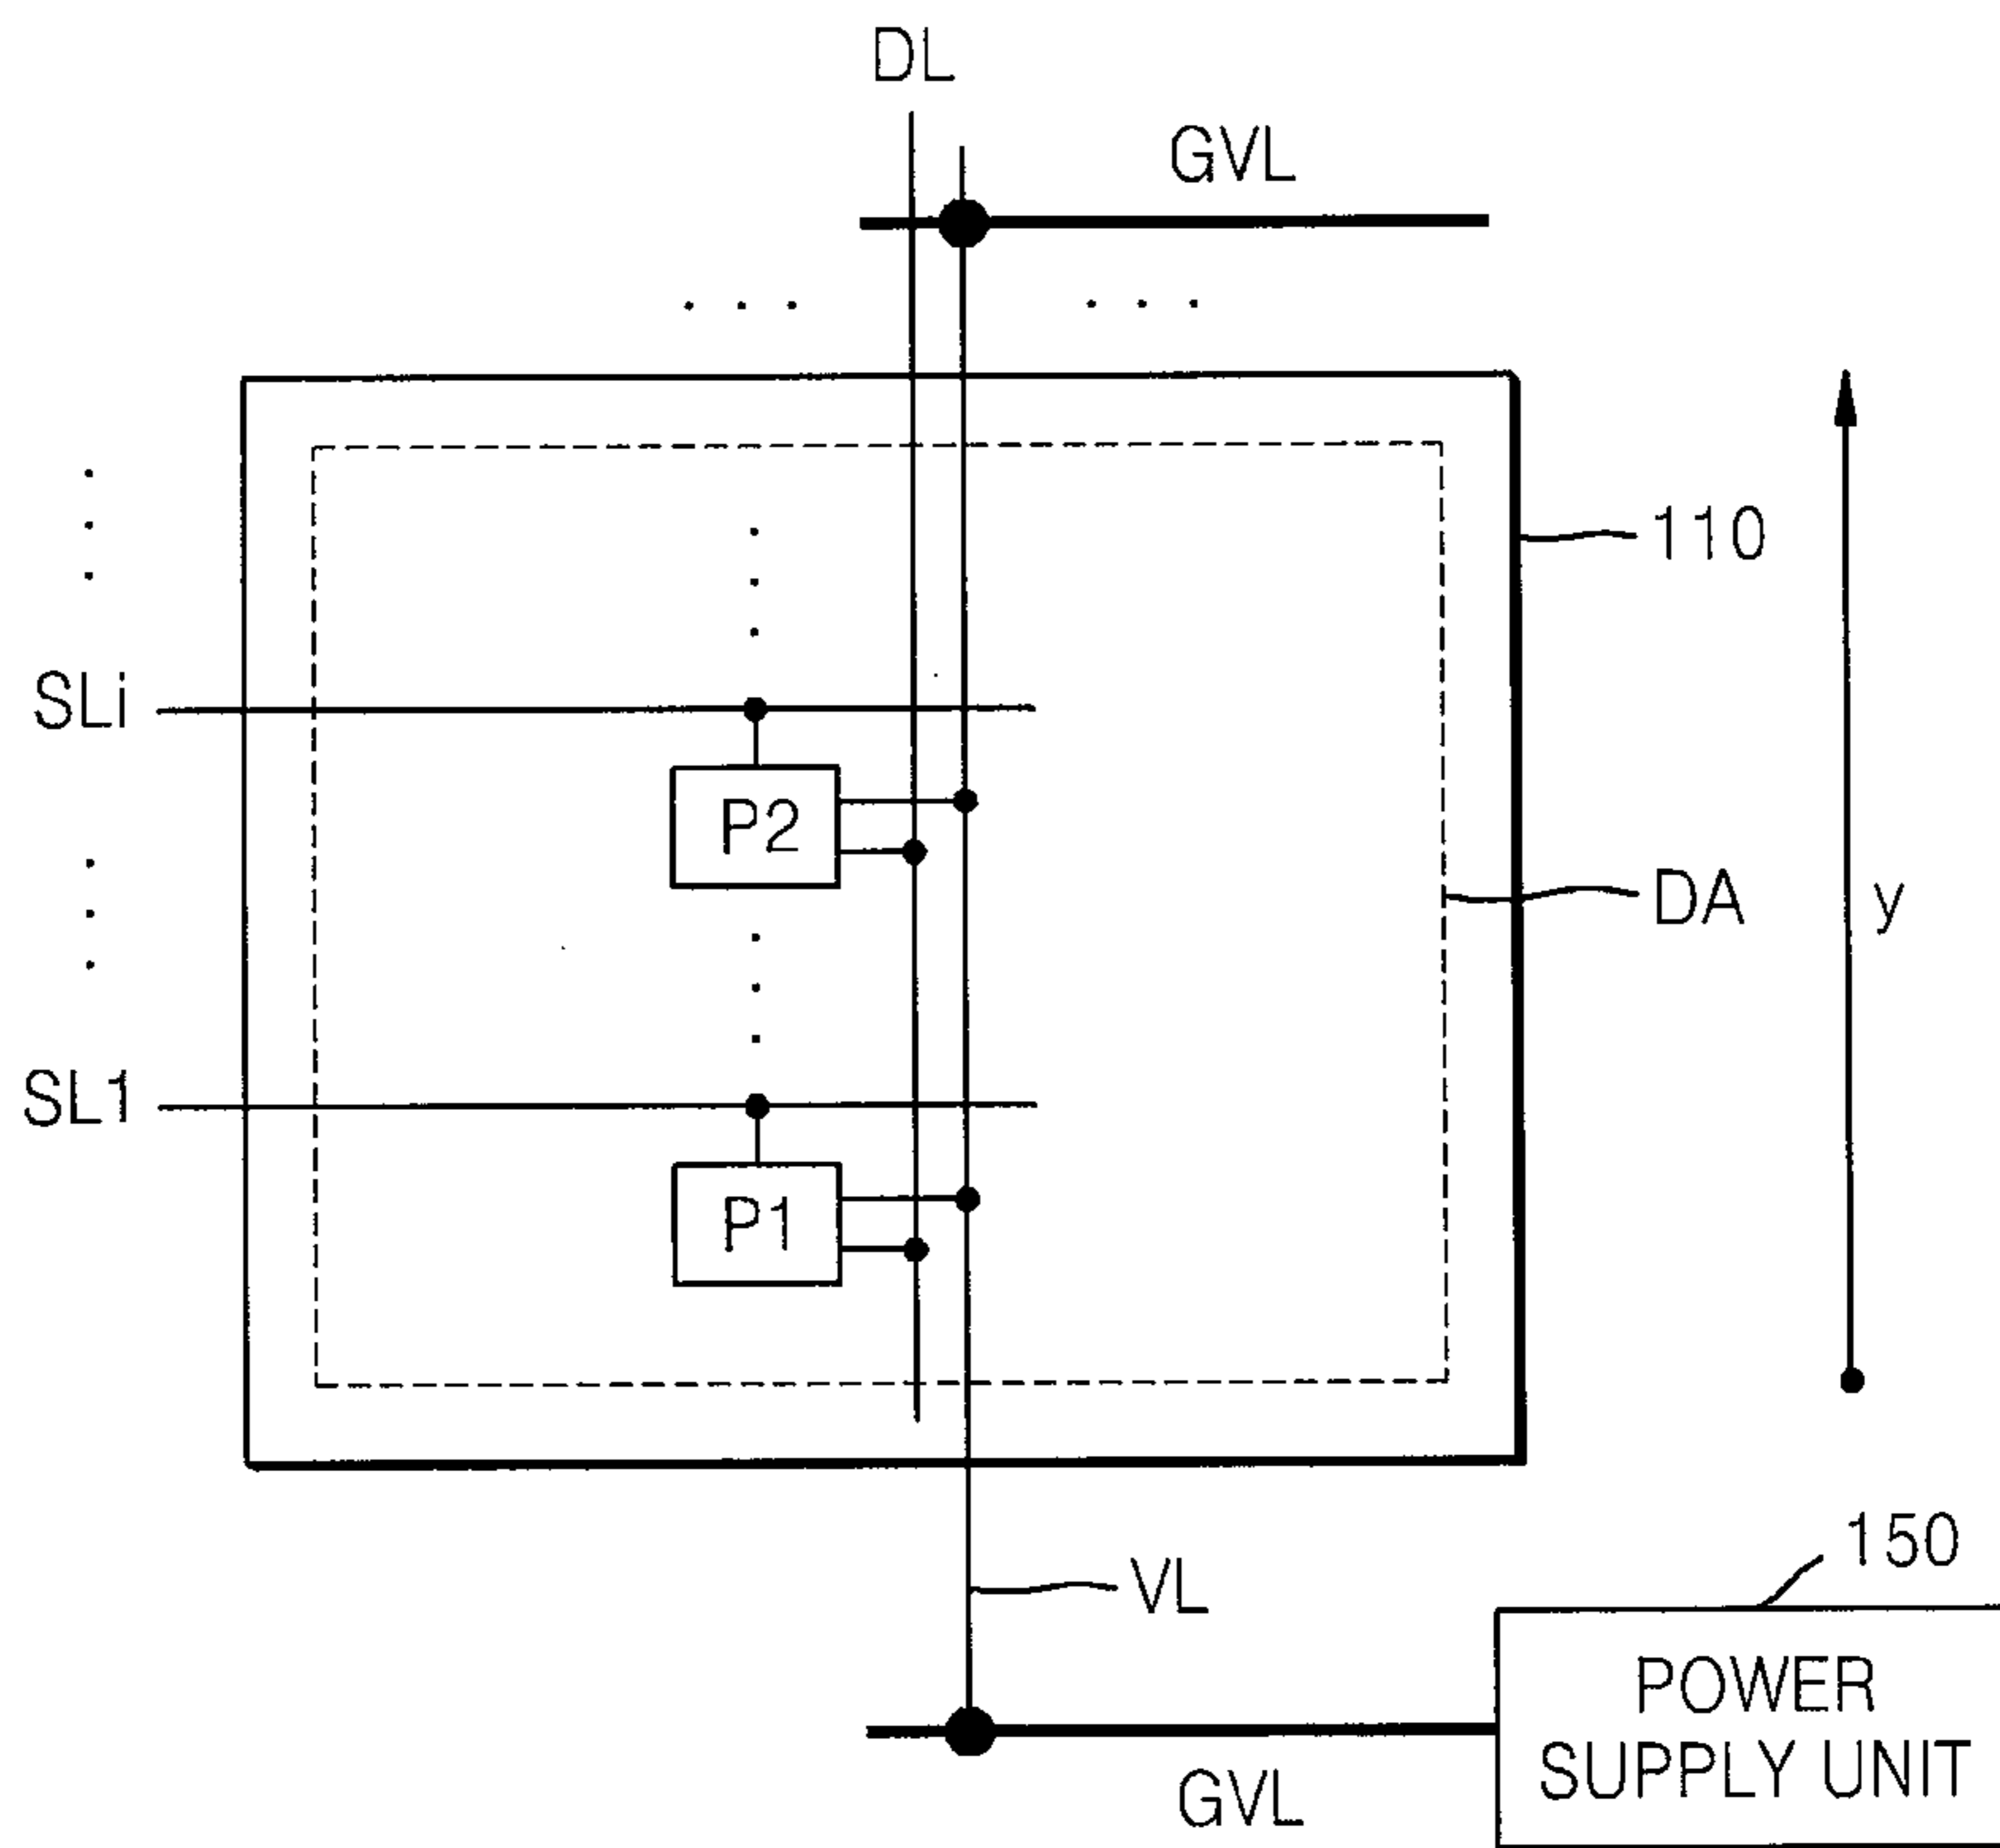 DL
GVL
110
SLi
P2
DA
y
SL1
P1
150
VL
POWER
SUPPLY UNIT
GVL